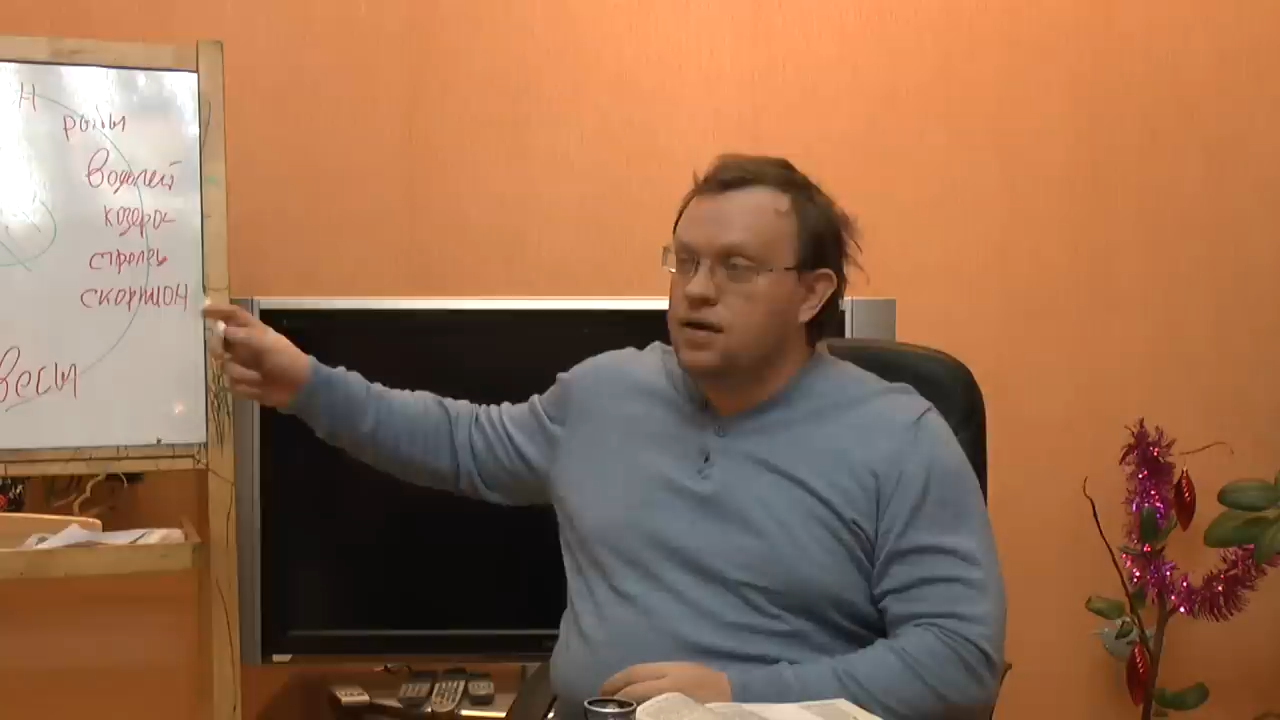 Н
рыбы
водолей
козерог
стрелец
скорпион
весы